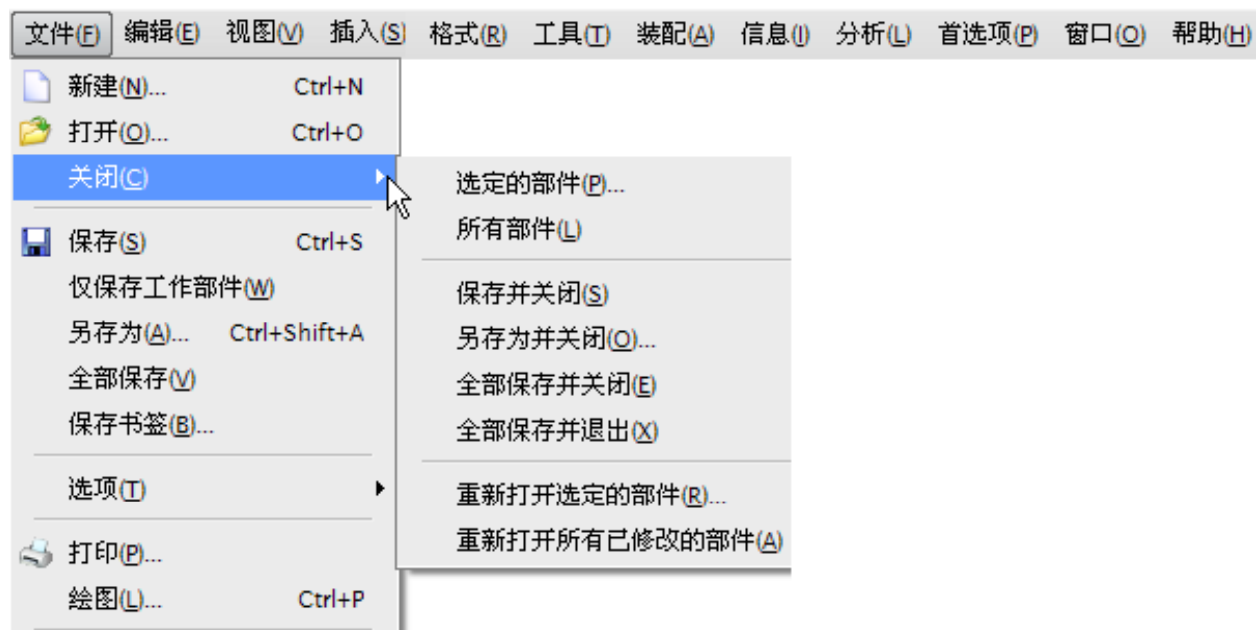 文件(F) 编辑(E) 视图(V) 插入(S) 格式(R) 工具(T) 装配(A) 信息(I) 分析(L) 首选项(P) 窗口(O) 帮助(H)
新建(N)... Ctrl+N
打开(O)... Ctrl+O
关闭(C)
保存(S) Ctrl+S
仅保存工作部件(W)
另存为(A)... Ctrl+Shift+A
全部保存(V)
保存书签(B)...
选项(T)
打印(P)...
绘图(L)... Ctrl+P
选定的部件(P)...
所有部件(L)
保存并关闭(S)
另存为并关闭(O)...
全部保存并关闭(E)
全部保存并退出(X)
重新打开选定的部件(R)...
重新打开所有已修改的部件(A)